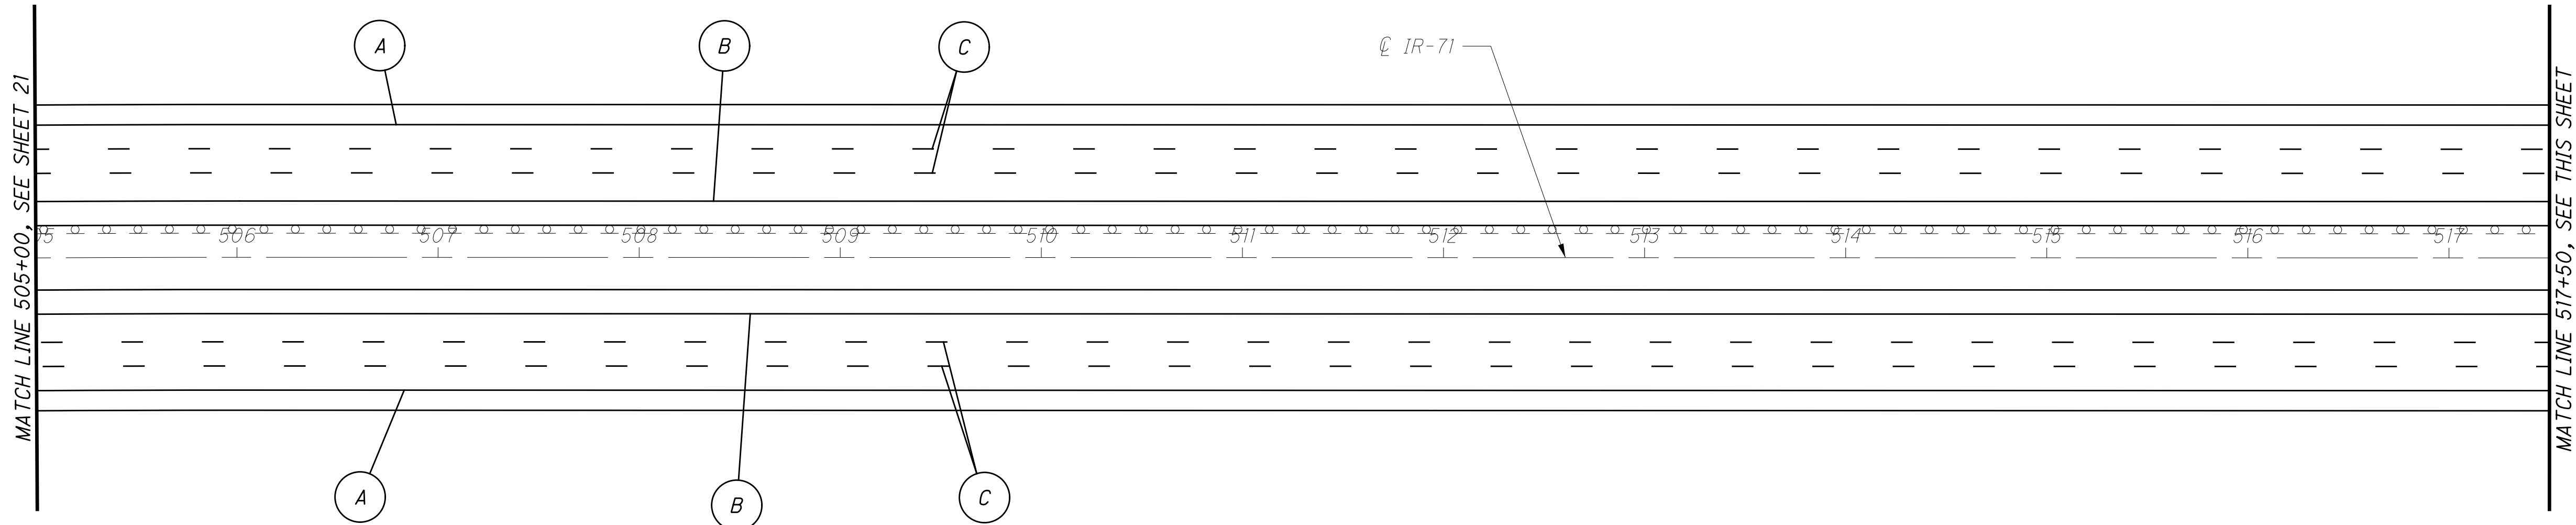 A
B
C
℄ IR-71
MATCH LINE 505+00, SEE SHEET 21
MATCH LINE 517+50, SEE THIS SHEET
05 506 507 508 509 510 511 512 513 514 515 516 517
A
B
C